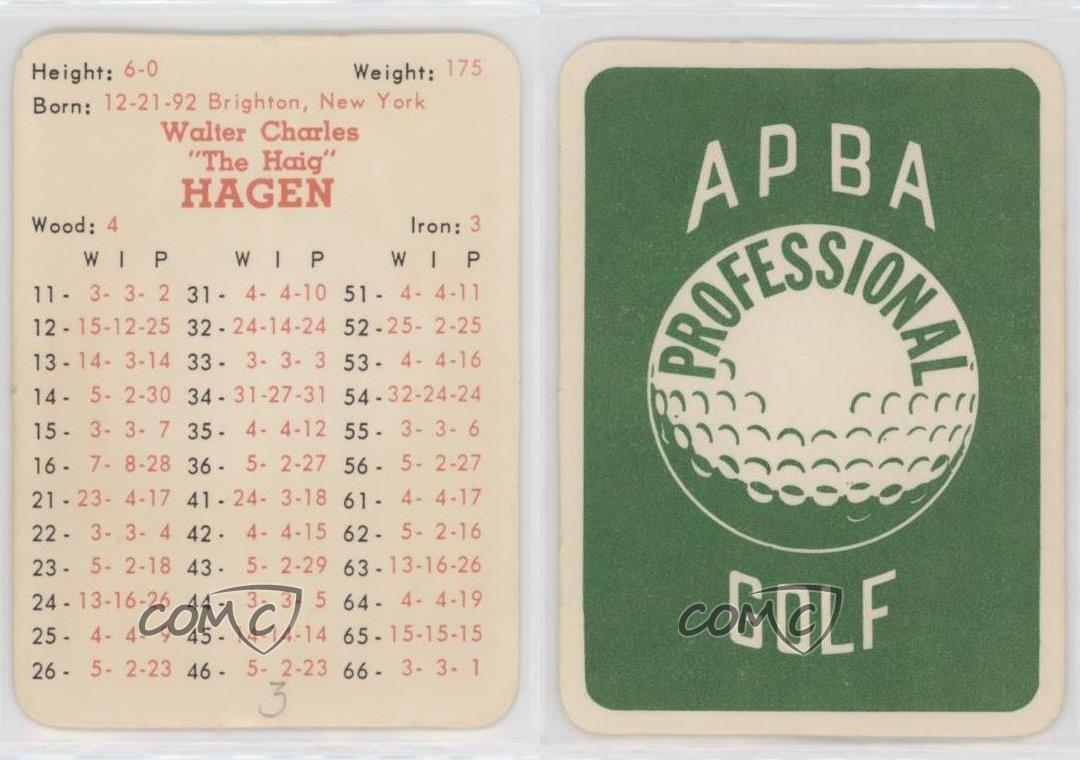 Height: 6-0 Weight: 175
Born: 12-21-92 Brighton, New York
Walter Charles
"The Haig"
HAGEN
Wood: 4 Iron: 3
W I P W I P W I P
11- 3- 3- 2 31- 4- 4-10 51- 4- 4-11
12-15-12-25 32-24-14-24 52-25- 2-25
13-14- 3-14 33- 3- 3- 3 53- 4- 4-16
14- 5- 2-30 34-31-27-31 54-32-24-24
15- 3- 3- 7 35- 4- 4-12 55- 3- 3- 6
16- 7- 8-28 36- 5- 2-27 56- 5- 2-27
21-23- 4-17 41-24- 3-18 61- 4- 4-17
22- 3- 3- 4 42- 4- 4-15 62- 5- 2-16
23- 5- 2-18 43- 5- 2-29 63-13-16-26
24-13-16-26 44- 3- 3- 5 64- 4- 4-19
25- 4- 4- 9 45-14-14-14 65-15-15-15
26- 5- 2-23 46- 5- 2-23 66- 3- 3- 1
3
COMC
APBA
PROFESSIONAL
GOLF
COMC